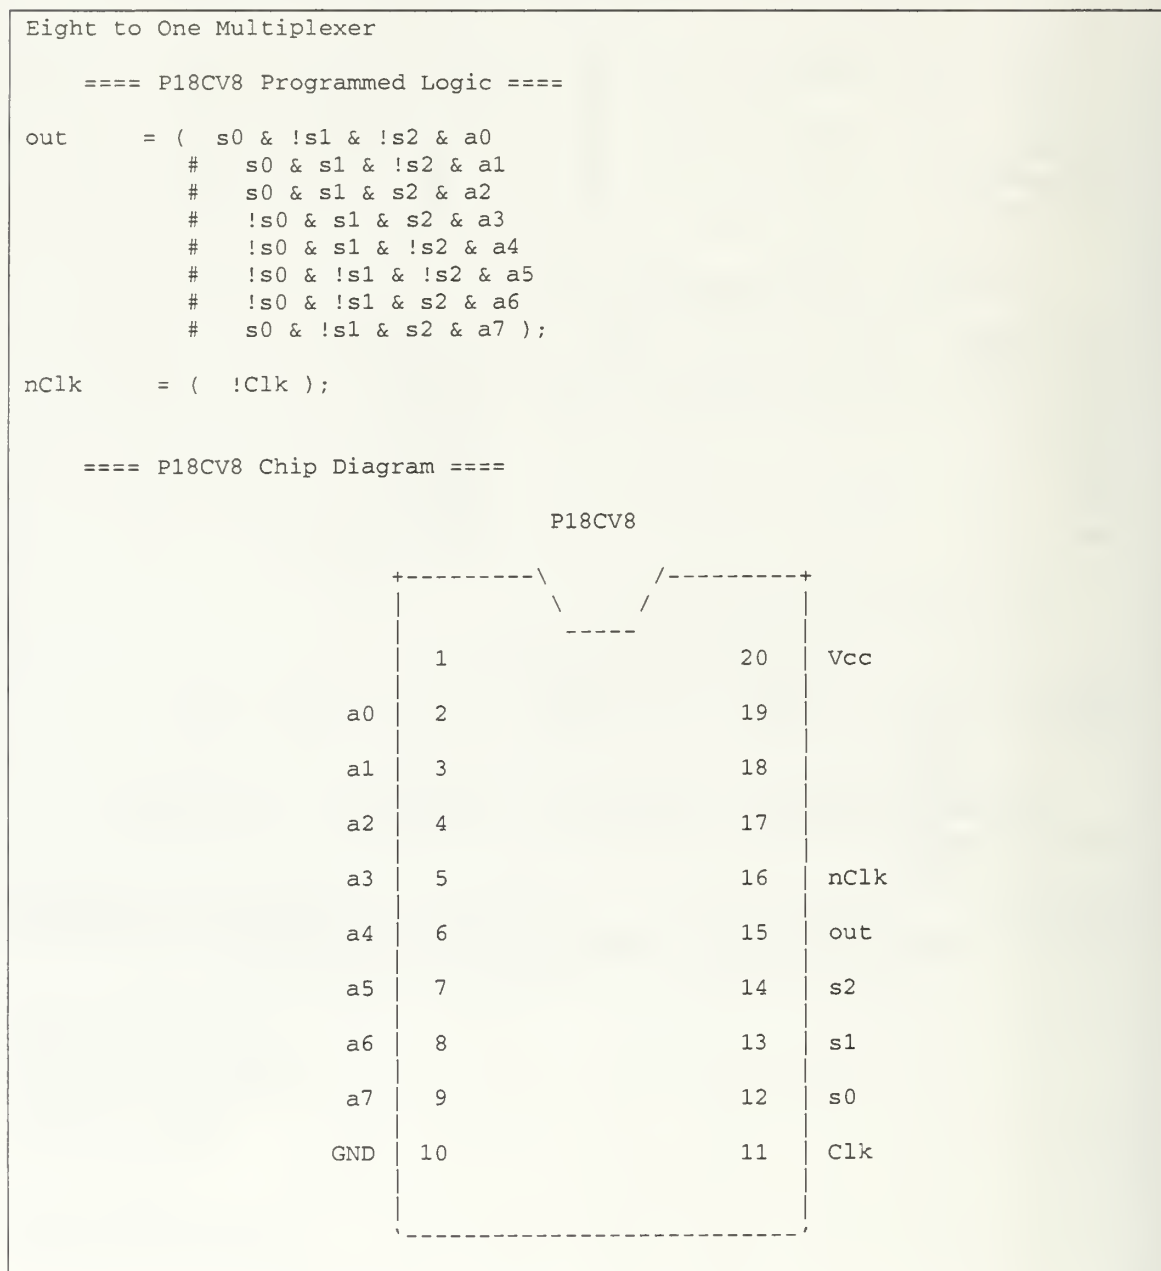 Eight to One Multiplexer
==== P18CV8 Programmed Logic ====
out = ( s0 & !s1 & !s2 & a0
# s0 & s1 & !s2 & a1
# s0 & s1 & s2 & a2
# !s0 & s1 & s2 & a3
# !s0 & s1 & !s2 & a4
# !s0 & !s1 & !s2 & a5
# !s0 & !s1 & s2 & a6
# s0 & !s1 & s2 & a7 );
nClk = ( !Clk );
==== P18CV8 Chip Diagram ====
P18CV8
1 20 Vcc
a0 2 19
a1 3 18
a2 4 17
a3 5 16 nClk
a4 6 15 out
a5 7 14 s2
a6 8 13 s1
a7 9 12 s0
GND 10 11 Clk